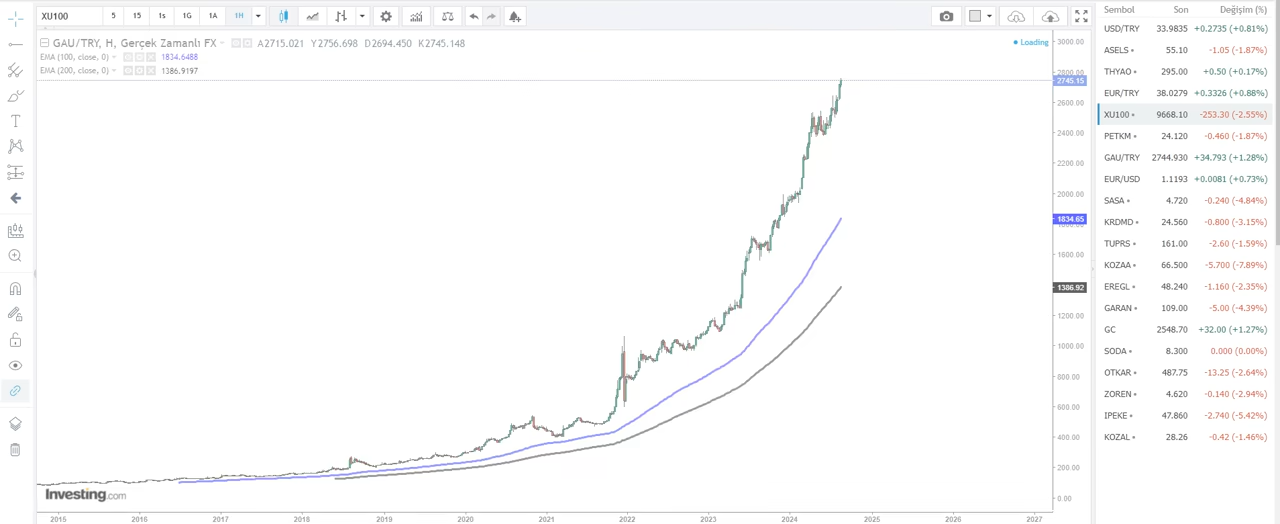 XU100 5 15 1s 1G 1A 1H
GAU/TRY, H, Gerçek Zamanlı FX A2715.021 Y2756.698 D2694.450 K2745.148
EMA (100, close, 0) 1834.6488
EMA (200, close, 0) 1386.9197
Loading
3000.00
2800.00
2745.15
2600.00
2400.00
2200.00
2000.00
1834.65
1800.00
1600.00
1386.92
1200.00
1000.00
800.00
600.00
400.00
200.00
0.00
Investing.com
2015 2016 2017 2018 2019 2020 2021 2022 2023 2024 2025 2026 2027
Sembol Son Değişim (%)
USD/TRY 33.9835 +0.2735 (+0.81%)
ASELS 55.10 -1.05 (-1.87%)
THYAO 295.00 +0.50 (+0.17%)
EUR/TRY 38.0279 +0.3326 (+0.88%)
XU100 9668.10 -253.30 (-2.55%)
PETKM 24.120 -0.460 (-1.87%)
GAU/TRY 2744.930 +34.793 (+1.28%)
EUR/USD 1.1193 +0.0081 (+0.73%)
SASA 4.720 -0.240 (-4.84%)
KRDMD 24.560 -0.800 (-3.15%)
TUPRS 161.00 -2.60 (-1.59%)
KOZAA 66.500 -5.700 (-7.89%)
EREGL 48.240 -1.160 (-2.35%)
GARAN 109.00 -5.00 (-4.39%)
GC 2548.70 +32.00 (+1.27%)
SODA 8.300 0.000 (0.00%)
OTKAR 487.75 -13.25 (-2.64%)
ZOREN 4.620 -0.140 (-2.94%)
IPEKE 47.860 -2.740 (-5.42%)
KOZAL 28.26 -0.42 (-1.46%)